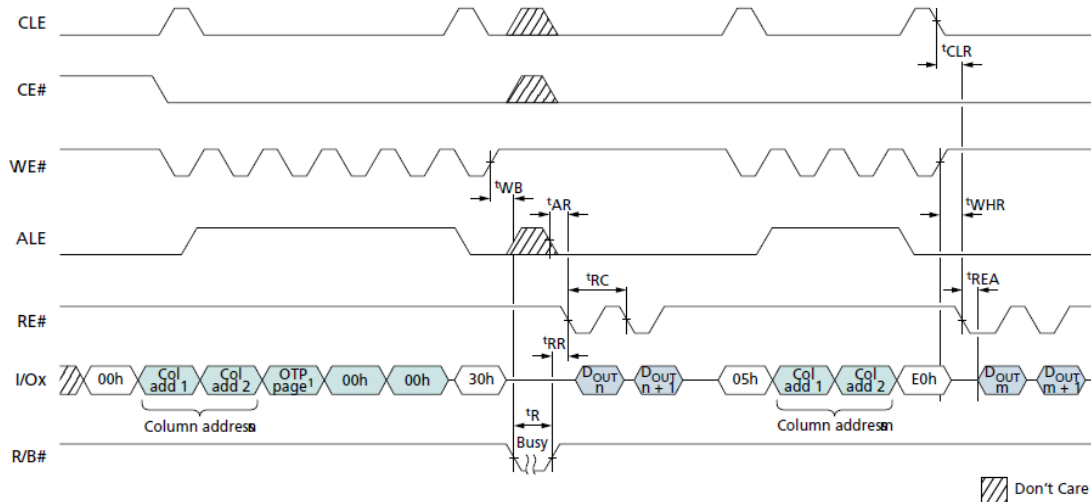 CLE
tCLR
CE#
WE#
tWB
tAR
tWHR
ALE
tRC
tREA
RE#
tRR
I/Ox
00h
Col add 1
Col add 2
OTP page1
00h
00h
30h
DOUT n
DOUT n + 1
05h
Col add 1
Col add 2
E0h
DOUT m
DOUT m + 1
Column address n
tR
Column address m
Busy
R/B#
Don't Care